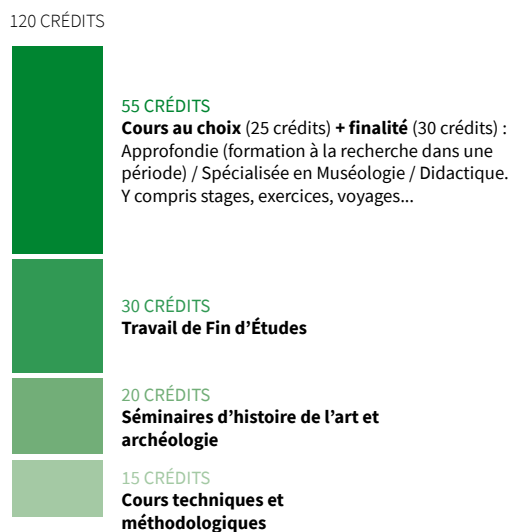 120 CRÉDITS
55 CRÉDITS
Cours au choix (25 crédits) + finalité (30 crédits) :
Approfondie (formation à la recherche dans une
période) / Spécialisée en Muséologie / Didactique.
Y compris stages, exercices, voyages...
30 CRÉDITS
Travail de Fin d’Études
20 CRÉDITS
Séminaires d’histoire de l’art et
archéologie
15 CRÉDITS
Cours techniques et
méthodologiques